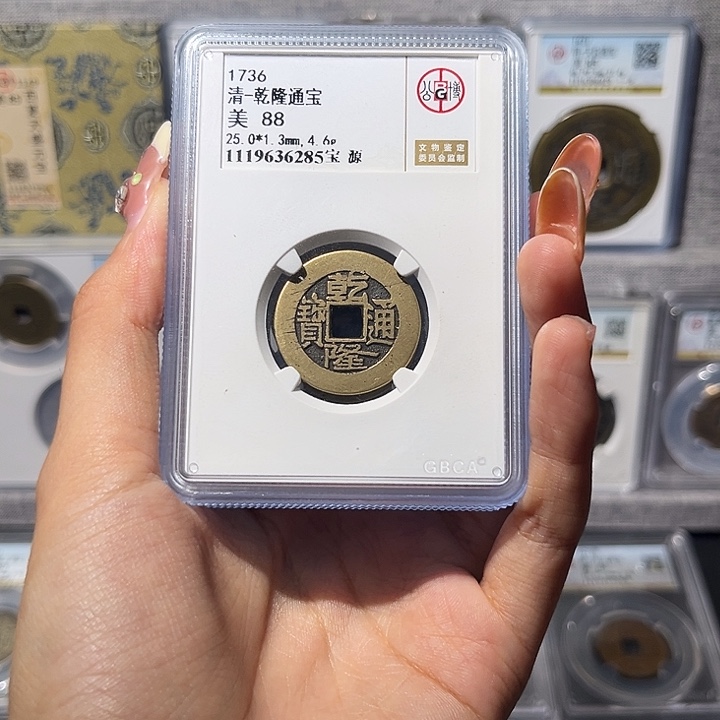 1736
清-乾隆通宝
美 88
25.0*1.3mm,4.6g
1119636285宝 源
公博
G
文物鉴定
委员会监制
乾
寶 通
隆
GBCA